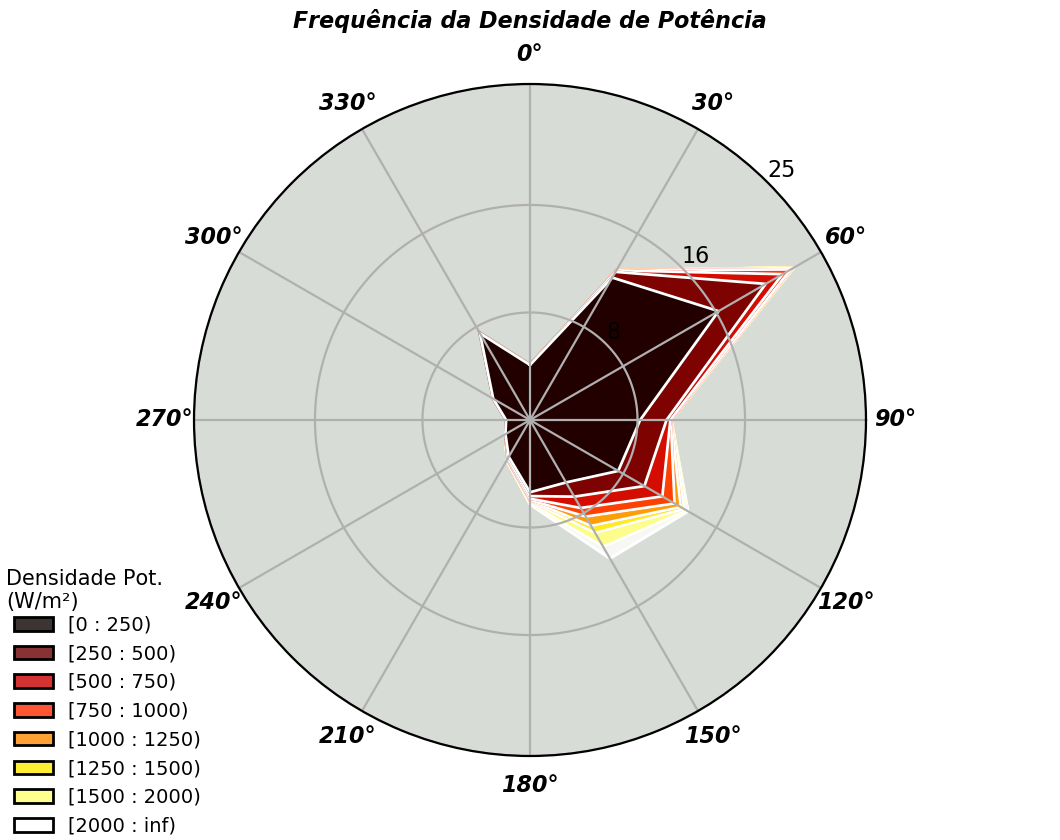 Frequência da Densidade de Potência
0°
330°
30°
25
300°
60°
16
8
270°
90°
240°
120°
210°
150°
180°
Densidade Pot.
(W/m²)
[0 : 250)
[250 : 500)
[500 : 750)
[750 : 1000)
[1000 : 1250)
[1250 : 1500)
[1500 : 2000)
[2000 : inf)